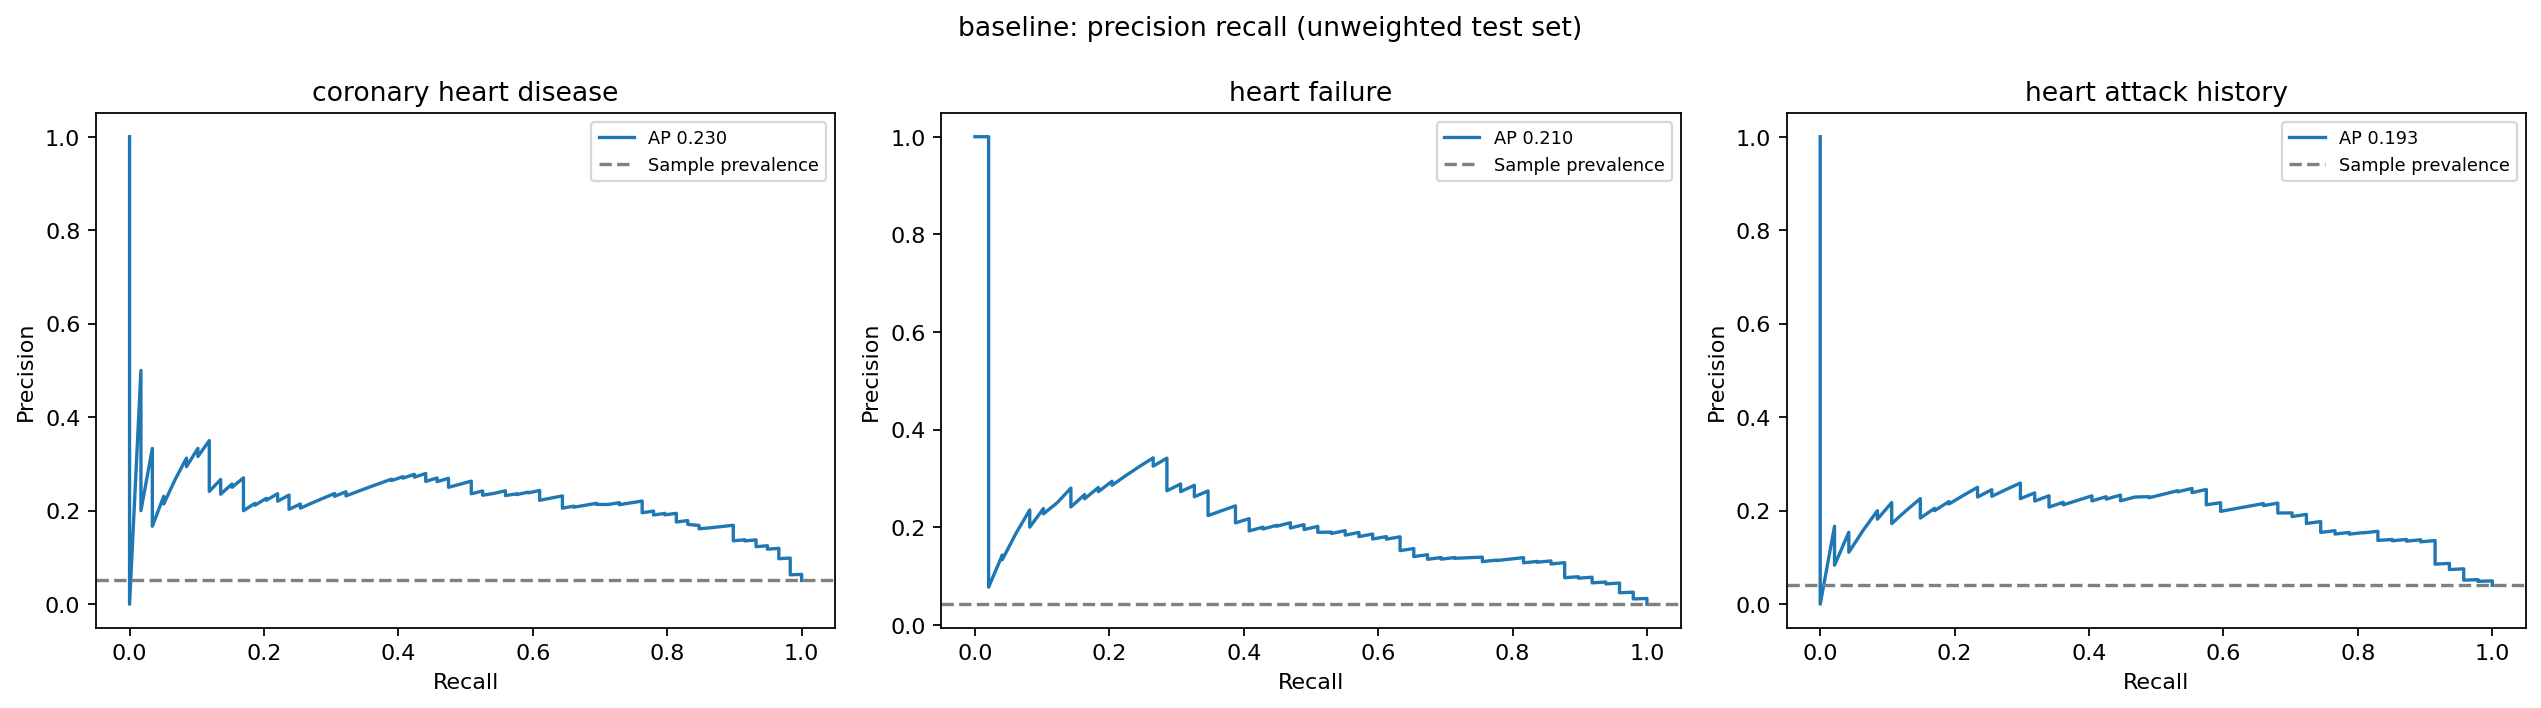 baseline: precision recall (unweighted test set)
coronary heart disease
1.0
0.8
0.6
0.4
0.2
0.0
Precision
AP 0.230
Sample prevalence
0.0 0.2 0.4 0.6 0.8 1.0
Recall
heart failure
1.0
0.8
0.6
0.4
0.2
0.0
Precision
AP 0.210
Sample prevalence
0.0 0.2 0.4 0.6 0.8 1.0
Recall
heart attack history
1.0
0.8
0.6
0.4
0.2
0.0
Precision
AP 0.193
Sample prevalence
0.0 0.2 0.4 0.6 0.8 1.0
Recall